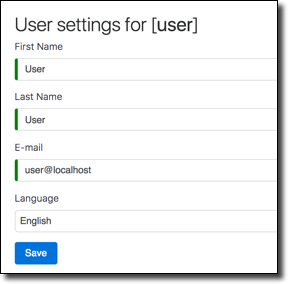 User settings for [user]
First Name
User
Last Name
User
E-mail
user@localhost
Language
English
Save